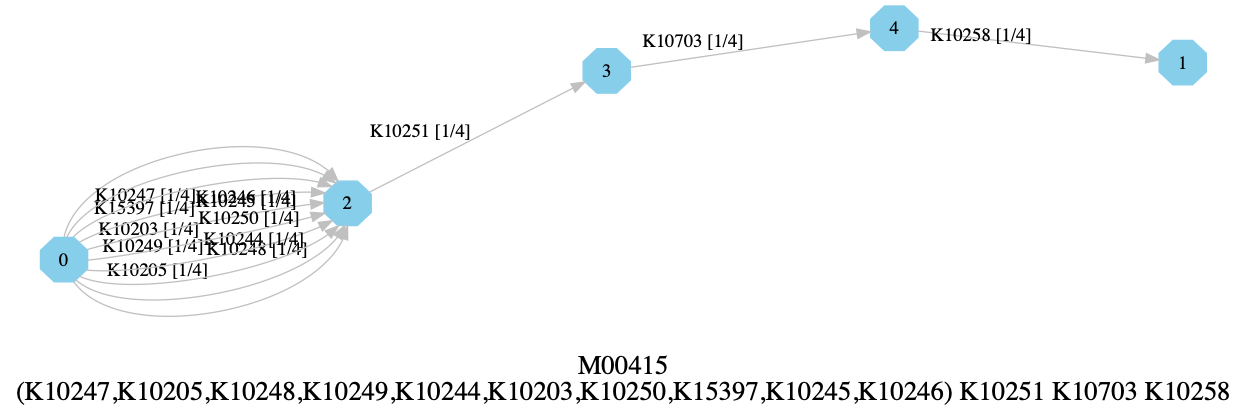 4
K10258 [1/4]
K10703 [1/4]
1
3
K10251 [1/4]
K10247 [1/4]
K10246 [1/4]
K10245 [1/4]
2
K15397 [1/4]
K10250 [1/4]
K10203 [1/4]
K10244 [1/4]
K10249 [1/4]
K10248 [1/4]
0
K10205 [1/4]
M00415
(K10247,K10205,K10248,K10249,K10244,K10203,K10250,K15397,K10245,K10246) K10251 K10703 K10258